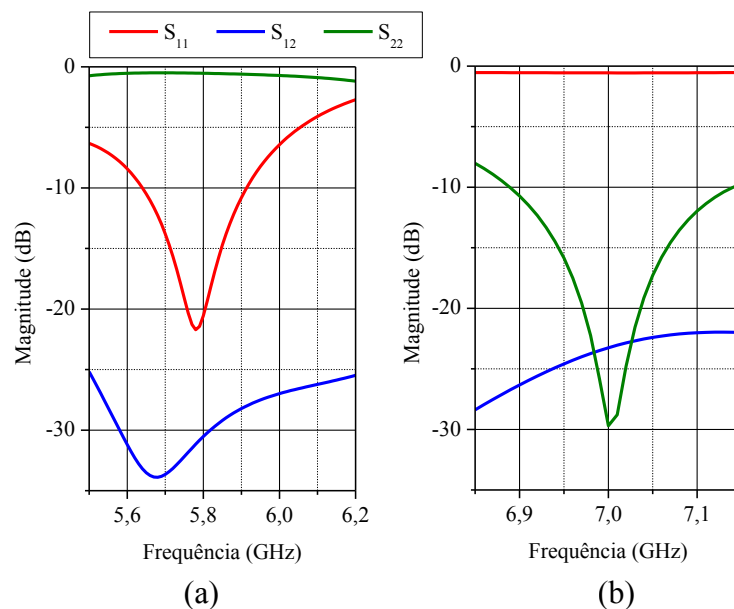 S11 S12 S22
0
-10
-20
-30
Magnitude (dB)
5,6 5,8 6,0 6,2
Frequência (GHz)
(a)
0
-10
-20
-30
Magnitude (dB)
6,9 7,0 7,1
Frequência (GHz)
(b)